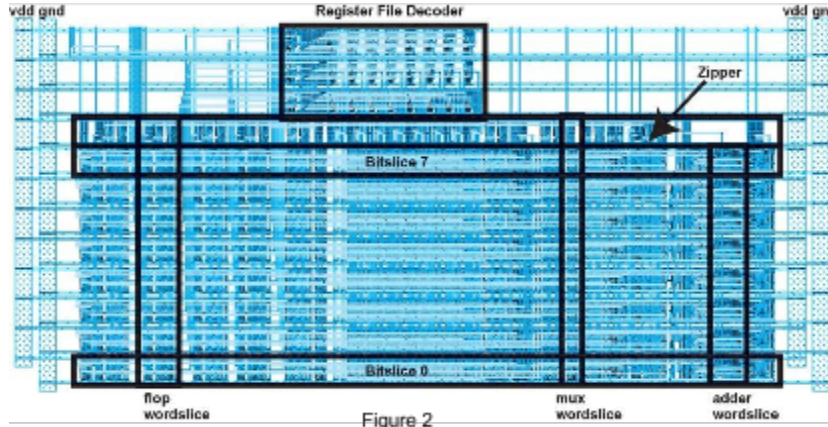 vdd gnd
Register File Decoder
vdd gn
Zipper
Bitslice 7
Bitslice 0
flop
wordslice
mux
wordslice
adder
wordslice
Figure 2